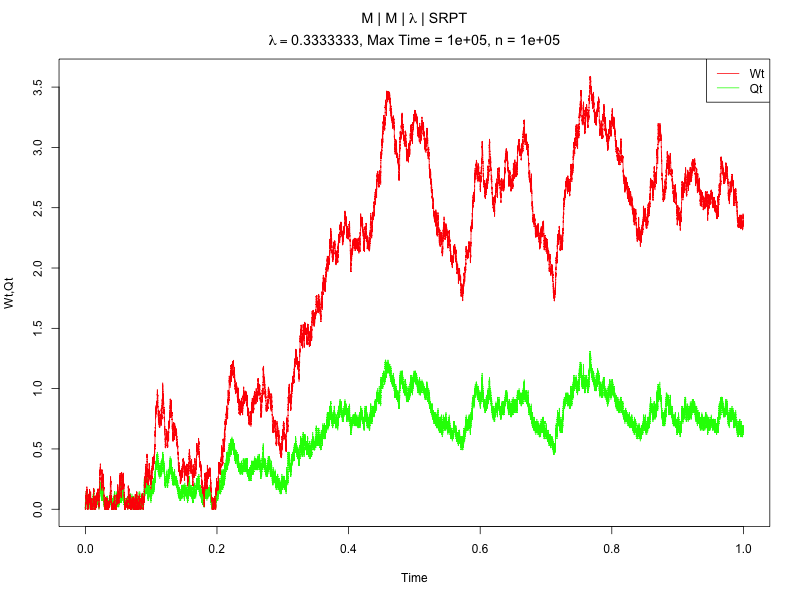 M | M | λ | SRPT
λ = 0.3333333, Max Time = 1e+05, n = 1e+05
Wt
Qt
Wt,Qt
3.5
3.0
2.5
2.0
1.5
1.0
0.5
0.0
0.0 0.2 0.4 0.6 0.8 1.0
Time